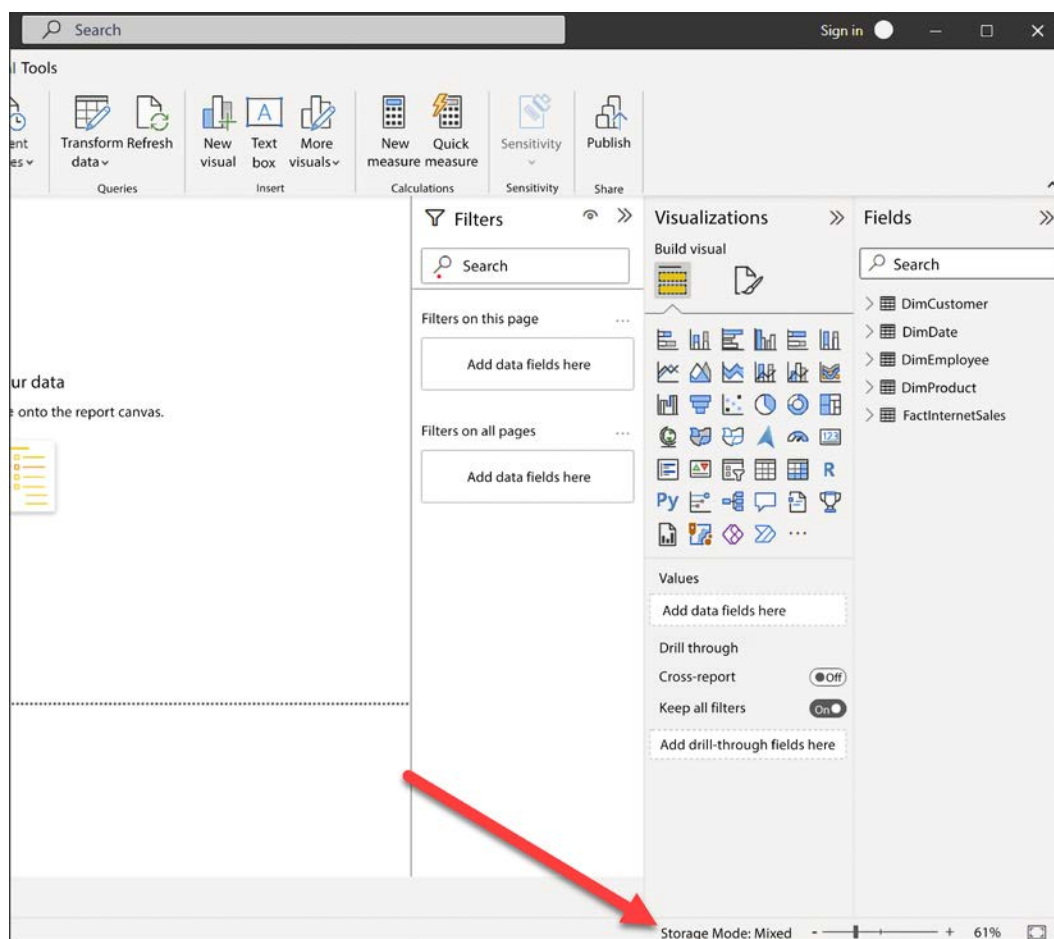 Search
Sign in
l Tools
ent
es
Transform
data
Refresh
New
visual
Text
box
More
visuals
New
measure
Quick
measure
Sensitivity
Publish
Queries
Insert
Calculations
Sensitivity
Share
Filters
Search
Filters on this page
...
Add data fields here
Filters on all pages
...
Add data fields here
ur data
onto the report canvas.
Visualizations
Build visual
123
R
Py
...
Values
Add data fields here
Drill through
Cross-report
Off
Keep all filters
On
Add drill-through fields here
Fields
Search
DimCustomer
DimDate
DimEmployee
DimProduct
FactInternetSales
Storage Mode: Mixed
- + 61%